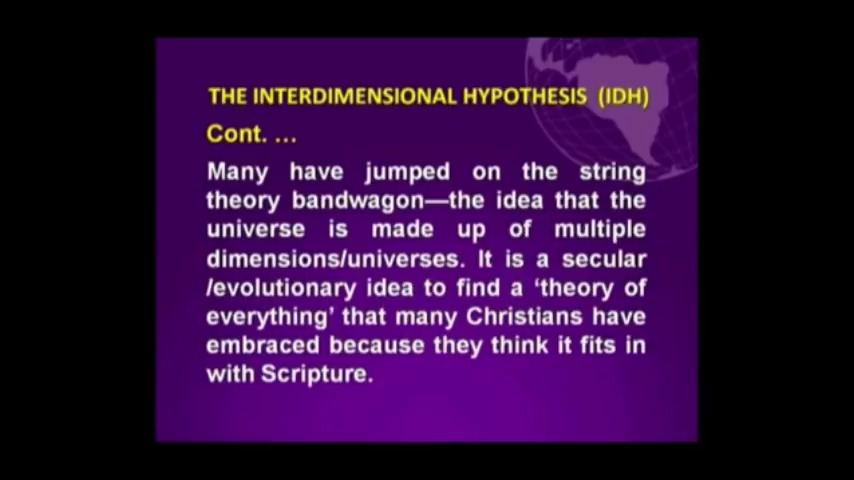 THE INTERDIMENSIONAL HYPOTHESIS (IDH)
Cont. ...
Many have jumped on the string
theory bandwagon—the idea that the
universe is made up of multiple
dimensions/universes. It is a secular
/evolutionary idea to find a ‘theory of
everything’ that many Christians have
embraced because they think it fits in
with Scripture.